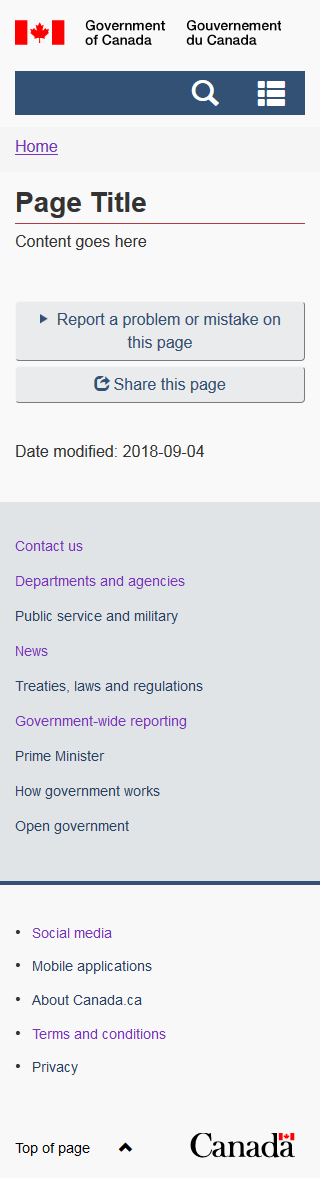 Government Gouvernement
of Canada du Canada
Home
Page Title
Content goes here
Report a problem or mistake on
this page
Share this page
Date modified: 2018-09-04
Contact us
Departments and agencies
Public service and military
News
Treaties, laws and regulations
Government-wide reporting
Prime Minister
How government works
Open government
• Social media
• Mobile applications
• About Canada.ca
• Terms and conditions
• Privacy
Top of page Canada